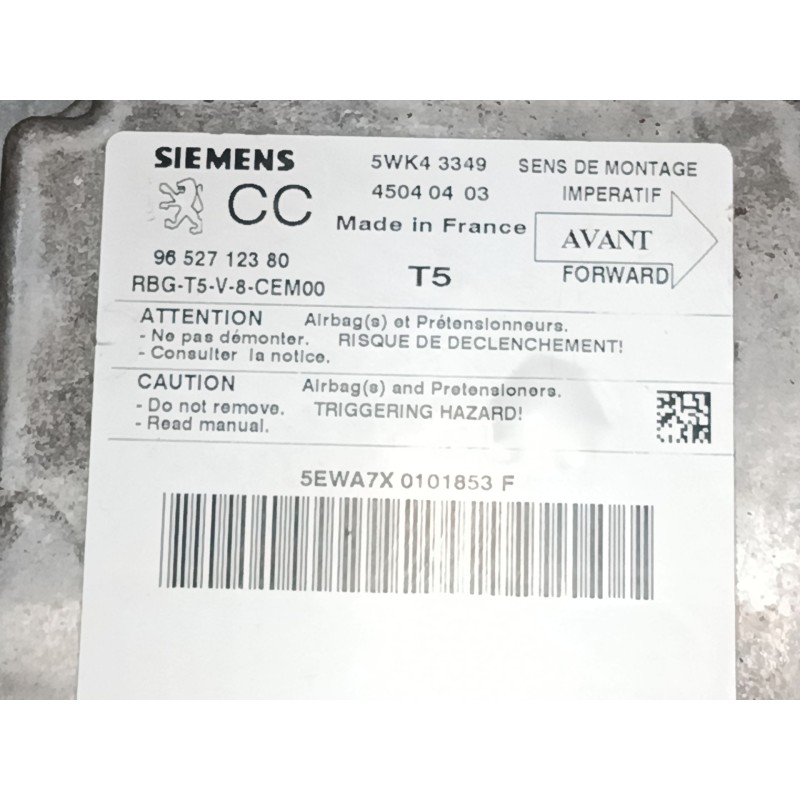 SIEMENS 5WK4 3349 SENS DE MONTAGE
CC 4504 04 03 IMPERATIF
Made in France AVANT
96 527 123 80 T5 FORWARD
RBG-T5-V-8-CEM00
ATTENTION Airbag(s) et Prétensionneurs.
- Ne pas démonter. RISQUE DE DECLENCHEMENT!
- Consulter la notice.
CAUTION Airbag(s) and Pretensioners.
- Do not remove. TRIGGERING HAZARD!
- Read manual.
5EWA7X 0101853 F